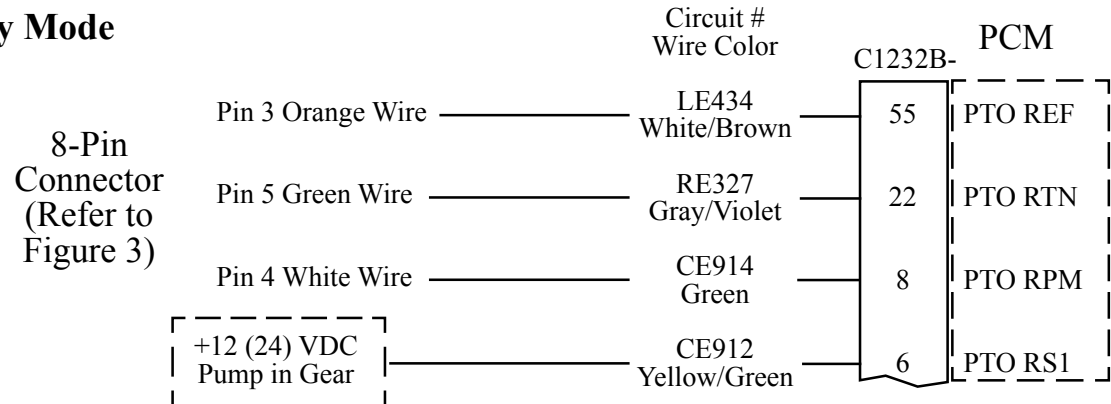 y Mode
Circuit #
Wire Color
PCM
C1232B-
8-Pin
Connector
(Refer to
Figure 3)
Pin 3 Orange Wire
LE434
White/Brown
55
PTO REF
Pin 5 Green Wire
RE327
Gray/Violet
22
PTO RTN
Pin 4 White Wire
CE914
Green
8
PTO RPM
+12 (24) VDC
Pump in Gear
CE912
Yellow/Green
6
PTO RS1